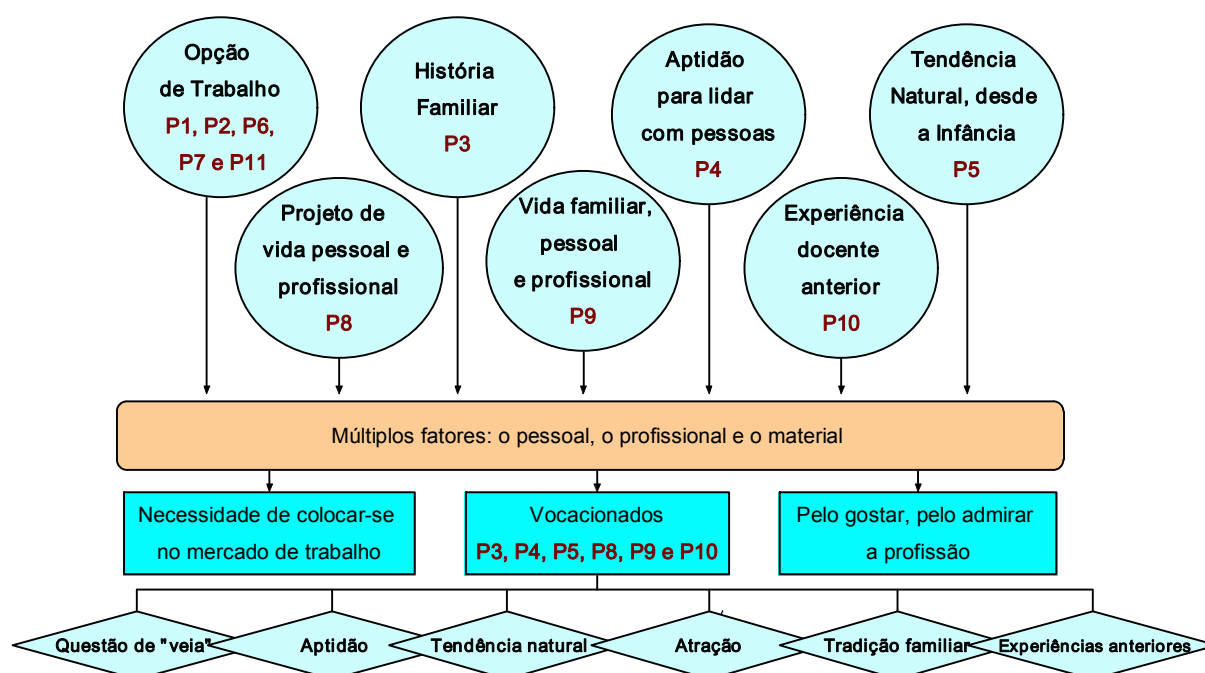 Opção
de Trabalho
P1, P2, P6,
P7 e P11
História
Familiar
P3
Aptidão
para lidar
com pessoas
P4
Tendência
Natural, desde
a Infância
P5
Projeto de
vida pessoal e
profissional
P8
Vida familiar,
pessoal
e profissional
P9
Experiência
docente
anterior
P10
Múltiplos fatores: o pessoal, o profissional e o material
Necessidade de colocar-se
no mercado de trabalho
Vocacionados
P3, P4, P5, P8, P9 e P10
Pelo gostar, pelo admirar
a profissão
Questão de "veia"
Aptidão
Tendência natural
Atração
Tradição familiar
Experiências anteriores